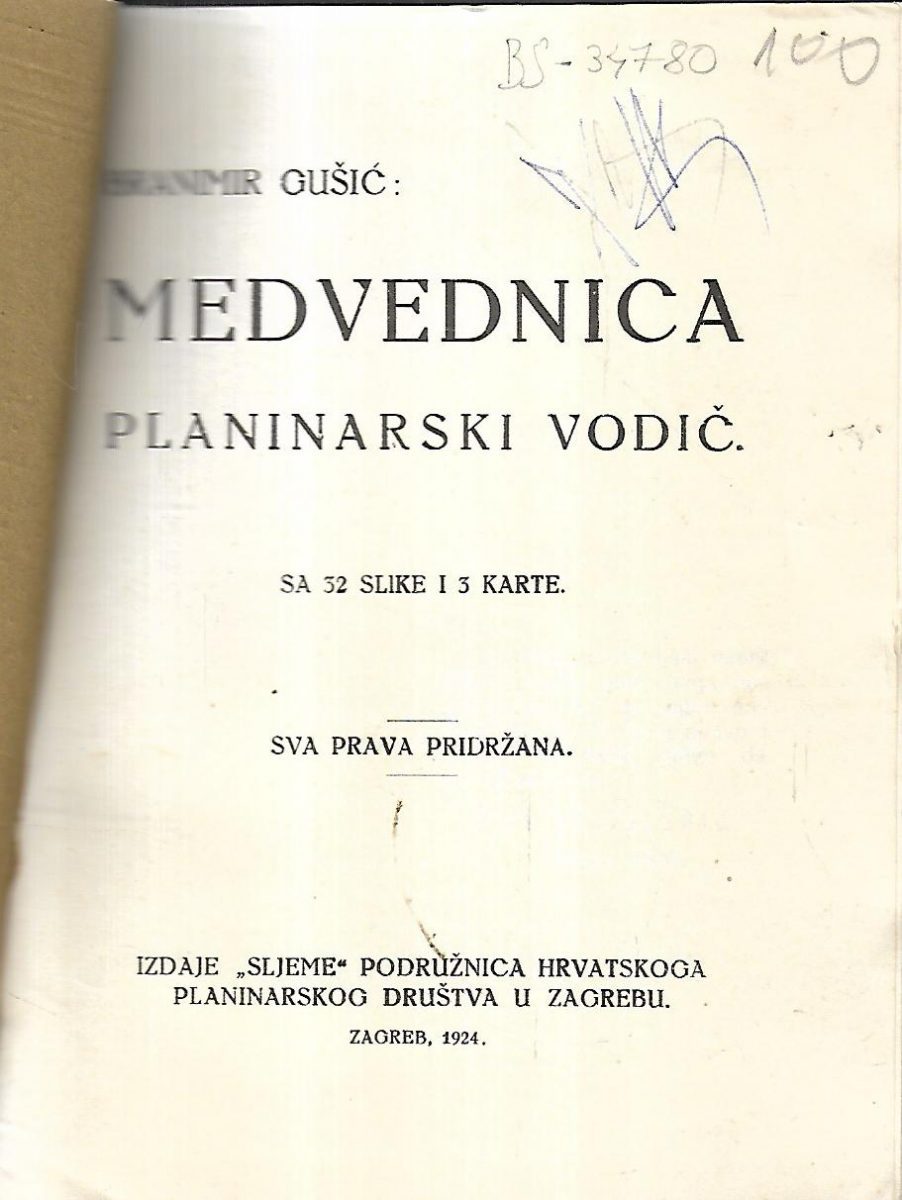 BS-34780 100
BRANIMIR GUŠIĆ:
MEDVEDNICA
PLANINARSKI VODIČ.
SA 32 SLIKE I 3 KARTE.
SVA PRAVA PRIDRŽANA.
IZDAJE „SLJEME“ PODRUŽNICA HRVATSKOGA
PLANINARSKOG DRUŠTVA U ZAGREBU.
ZAGREB, 1924.